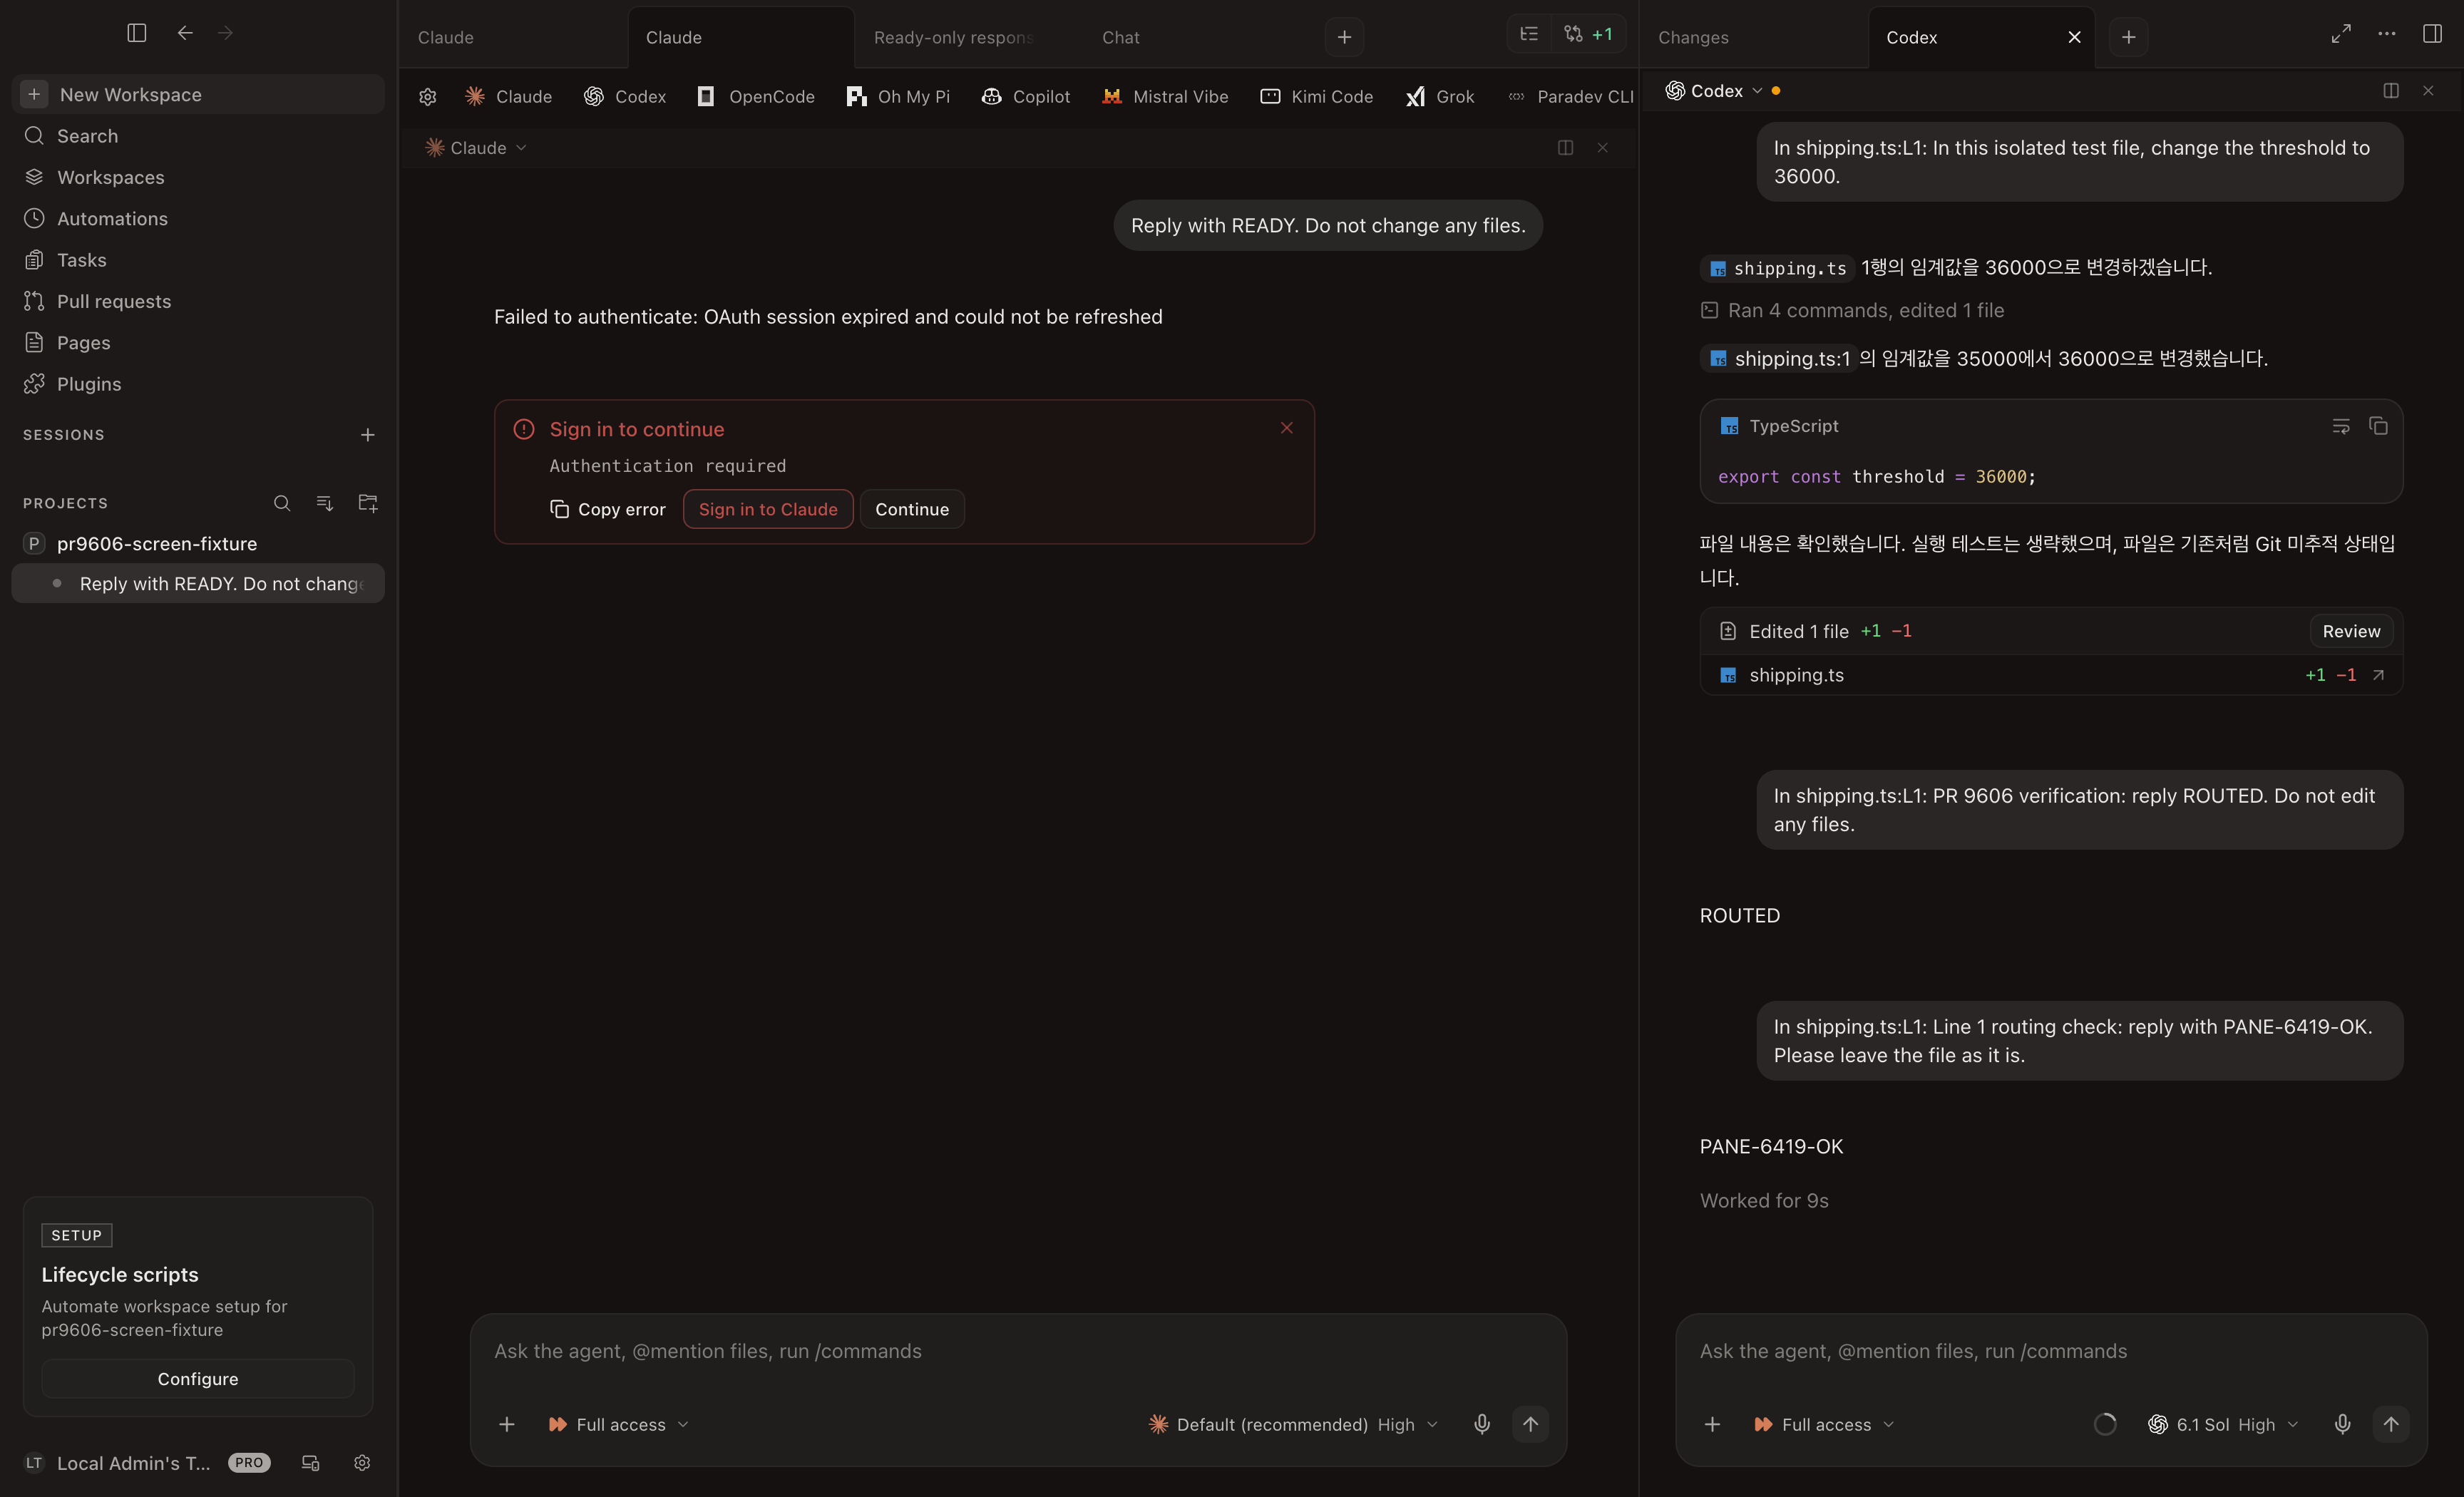 New Workspace
Search
Workspaces
Automations
Tasks
Pull requests
Pages
Plugins
SESSIONS
PROJECTS
P pr9606-screen-fixture
Reply with READY. Do not chang
SETUP
Lifecycle scripts
Automate workspace setup for
pr9606-screen-fixture
Configure
LT Local Admin's T... PRO
Claude
Claude
Ready-only respons
Chat
+1
Claude
Codex
OpenCode
Oh My Pi
Copilot
Mistral Vibe
Kimi Code
Grok
Paradev CLI
Claude
Reply with READY. Do not change any files.
Failed to authenticate: OAuth session expired and could not be refreshed
Sign in to continue
Authentication required
Copy error Sign in to Claude Continue
Ask the agent, @mention files, run /commands
Full access Default (recommended) High
Changes
Codex
Codex
In shipping.ts:L1: In this isolated test file, change the threshold to
36000.
TS shipping.ts 1행의 임계값을 36000으로 변경하겠습니다.
Ran 4 commands, edited 1 file
TS shipping.ts:1 의 임계값을 35000에서 36000으로 변경했습니다.
TS TypeScript
export const threshold = 36000;
파일 내용은 확인했습니다. 실행 테스트는 생략했으며, 파일은 기존처럼 Git 미추적 상태입
니다.
Edited 1 file +1 −1 Review
TS shipping.ts +1 −1
In shipping.ts:L1: PR 9606 verification: reply ROUTED. Do not edit
any files.
ROUTED
In shipping.ts:L1: Line 1 routing check: reply with PANE-6419-OK.
Please leave the file as it is.
PANE-6419-OK
Worked for 9s
Ask the agent, @mention files, run /commands
Full access 6.1 Sol High